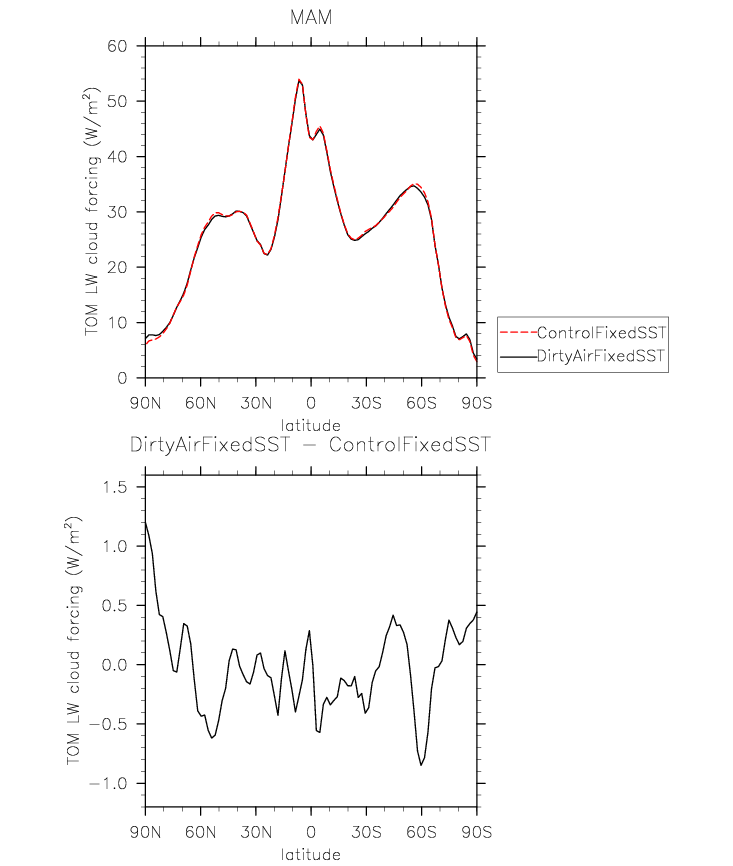 MAM
60
50
40
30
20
10
0
TOM LW cloud forcing (W/m²)
90N 60N 30N 0 30S 60S 90S
latitude
ControlFixedSST
DirtyAirFixedSST
DirtyAirFixedSST − ControlFixedSST
1.5
1.0
0.5
0.0
−0.5
−1.0
TOM LW cloud forcing (W/m²)
90N 60N 30N 0 30S 60S 90S
latitude